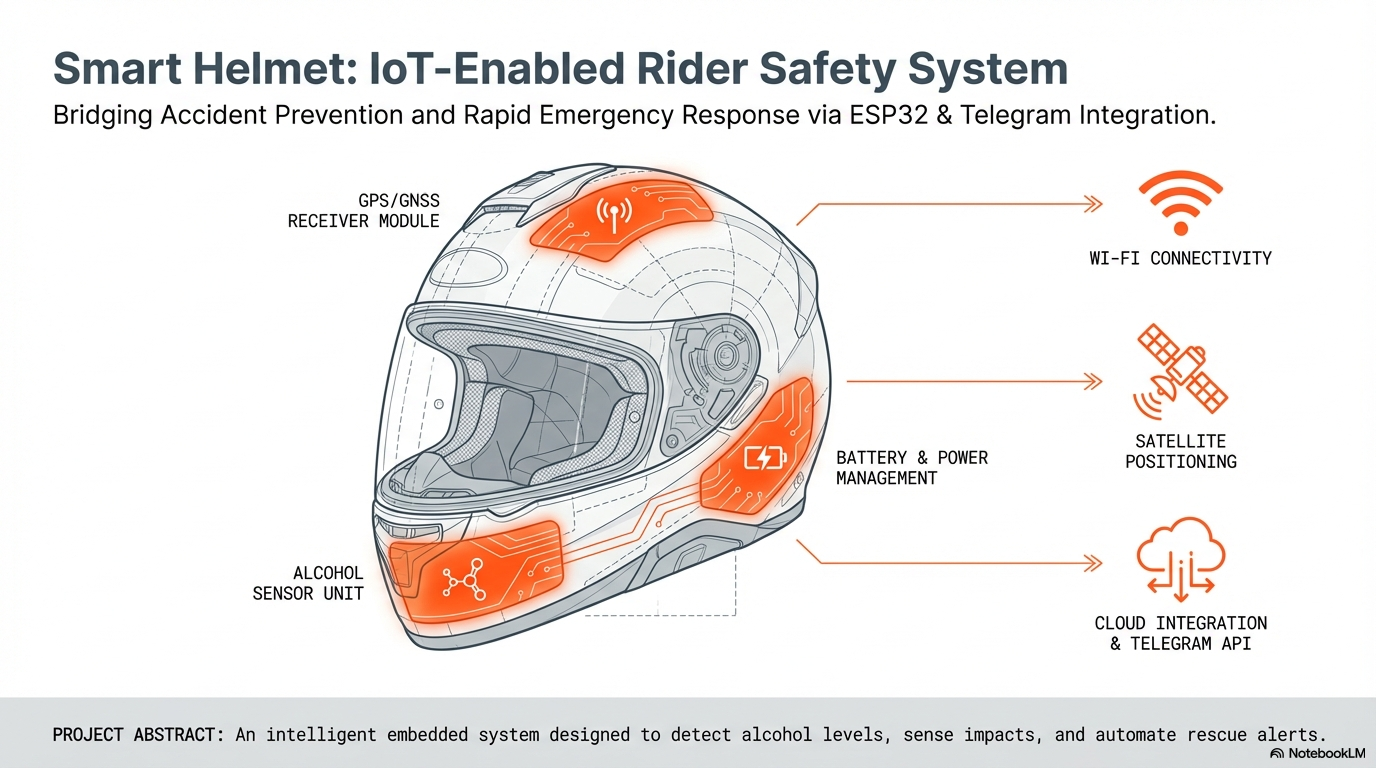 Smart Helmet: IoT-Enabled Rider Safety System
Bridging Accident Prevention and Rapid Emergency Response via ESP32 & Telegram Integration.
GPS/GNSS
RECEIVER MODULE
WI-FI CONNECTIVITY
SATELLITE
POSITIONING
BATTERY & POWER
MANAGEMENT
ALCOHOL
SENSOR UNIT
CLOUD INTEGRATION
& TELEGRAM API
PROJECT ABSTRACT: An intelligent embedded system designed to detect alcohol levels, sense impacts, and automate rescue alerts.
NotebookLM